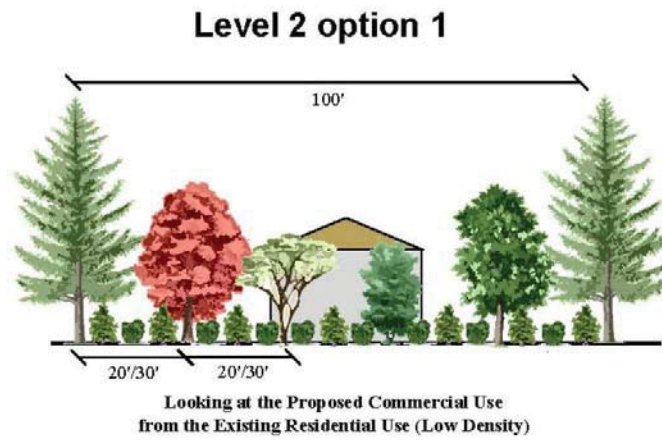 Level 2 option 1
100'
20'/30' 20'/30'
Looking at the Proposed Commercial Use
from the Existing Residential Use (Low Density)